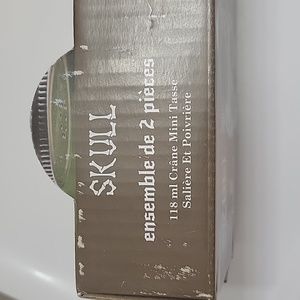 SKULL
ensemble de 2 pièces
118 ml Crâne Mini Tasse
Salière Et Poivrière